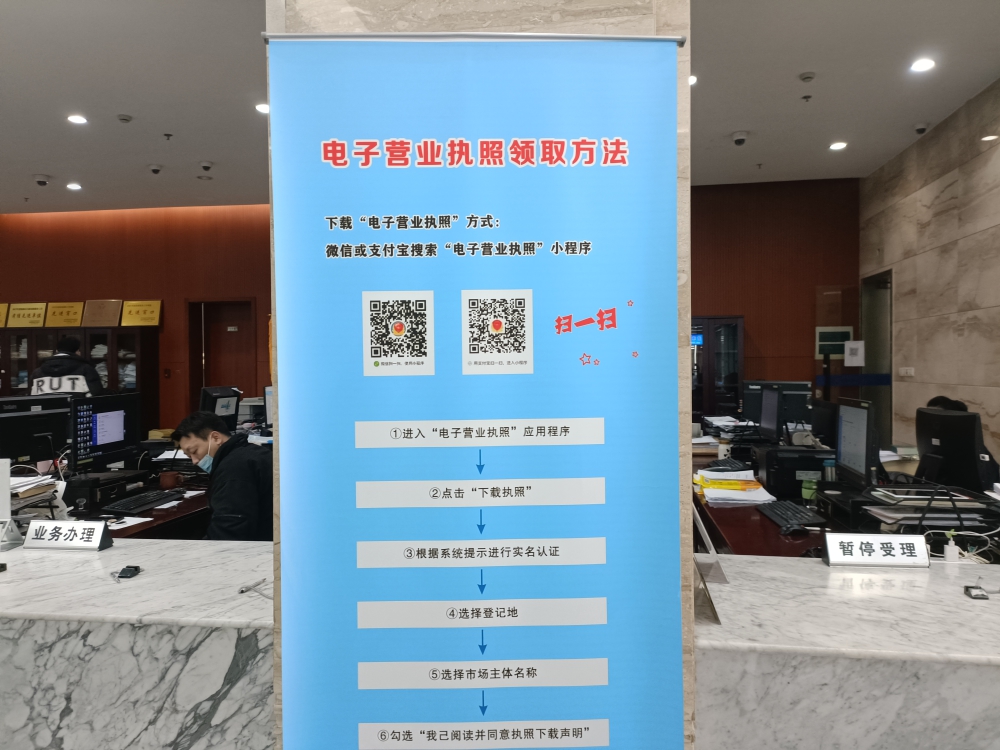 电子营业执照领取方法
下载“电子营业执照”方式：
微信或支付宝搜索“电子营业执照”小程序
扫一扫
①进入“电子营业执照”应用程序
②点击“下载执照”
③根据系统提示进行实名认证
④选择登记地
⑤选择市场主体名称
⑥勾选“我已阅读并同意执照下载声明”
RUT
业务办理
暂停受理